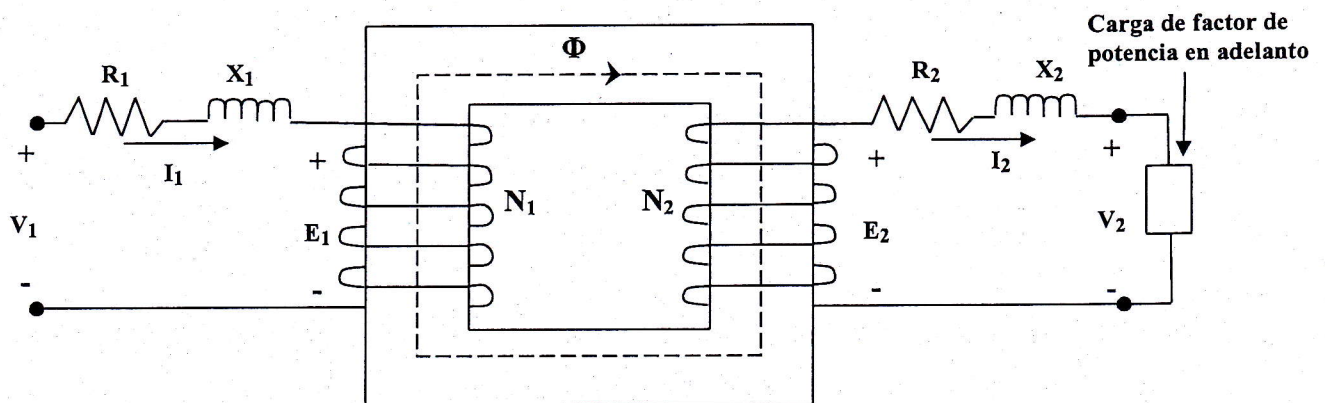 Carga de factor de
potencia en adelanto
Φ
R₁
X₁
R₂
X₂
+
I₁
+
+
I₂
+
V₁
E₁
N₁
N₂
E₂
V₂
-
-
-
-